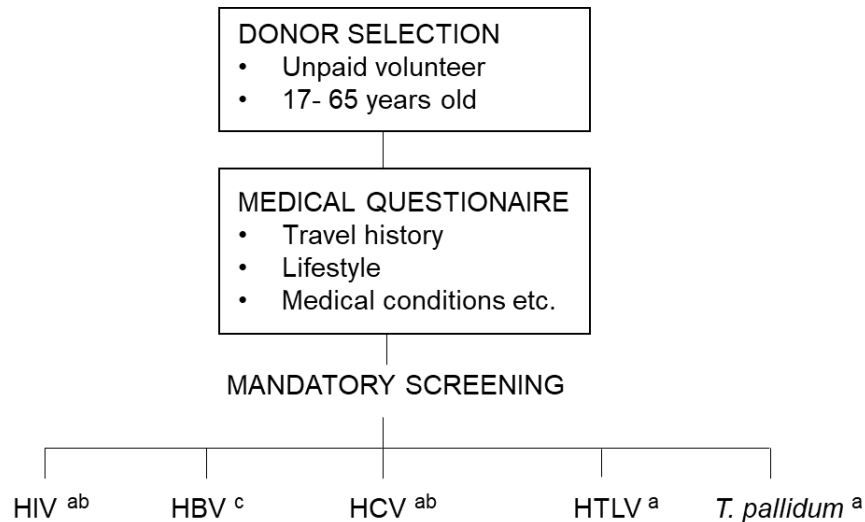 DONOR SELECTION
• Unpaid volunteer
• 17- 65 years old
MEDICAL QUESTIONAIRE
• Travel history
• Lifestyle
• Medical conditions etc.
MANDATORY SCREENING
HIV ab HBV c HCV ab HTLV a T. pallidum a